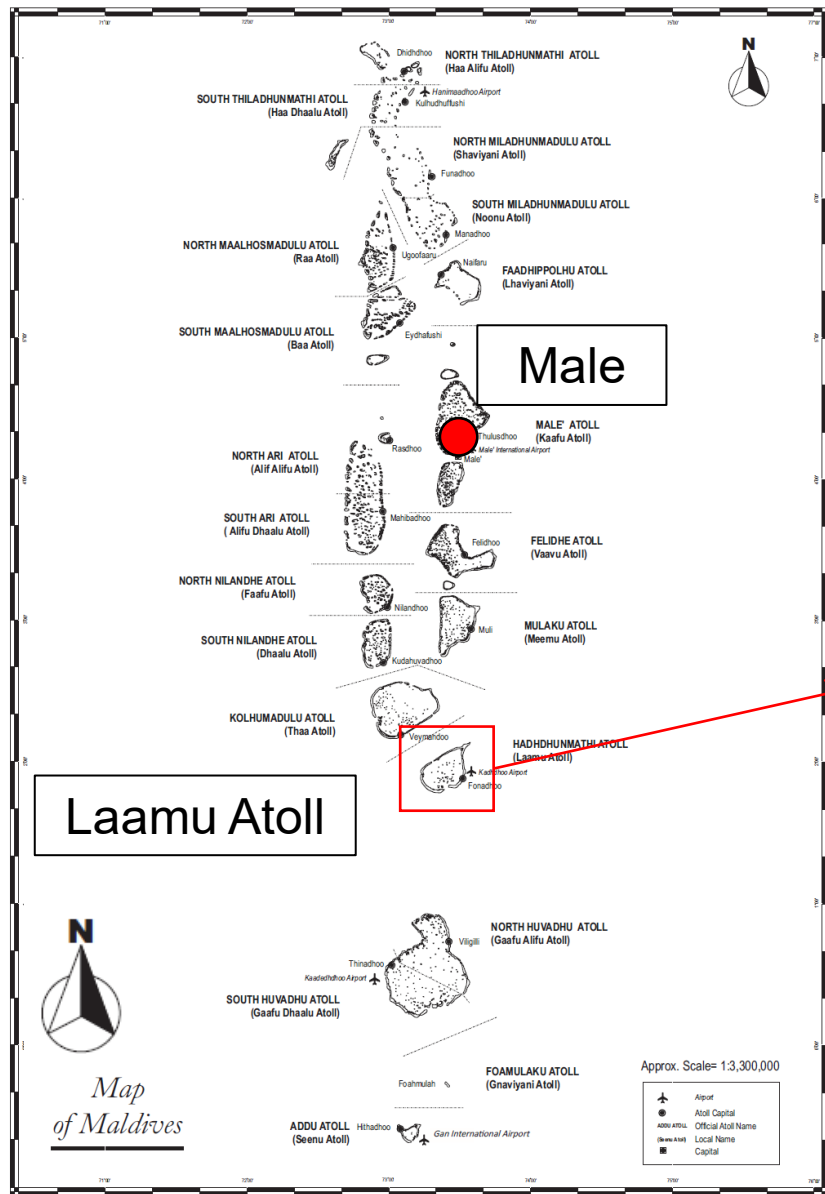 N
Dhidhdhoo
NORTH THILADHUNMATHI ATOLL
(Haa Alifu Atoll)
Hanimaadhoo Airport
SOUTH THILADHUNMATHI ATOLL
(Haa Dhaalu Atoll)
Kulhudhuffushi
NORTH MILADHUNMADULU ATOLL
(Shaviyani Atoll)
Funadhoo
SOUTH MILADHUNMADULU ATOLL
(Noonu Atoll)
Manadhoo
NORTH MAALHOSMADULU ATOLL
(Raa Atoll)
Ugoofaaru
Naifaru
FAADHIPPOLHU ATOLL
(Lhaviyani Atoll)
SOUTH MAALHOSMADULU ATOLL
(Baa Atoll)
Eydhafushi
Male
MALE' ATOLL
(Kaafu Atoll)
Thulusdhoo
Male' International Airport
Male'
Rasdhoo
NORTH ARI ATOLL
(Alif Alifu Atoll)
SOUTH ARI ATOLL
( Alifu Dhaalu Atoll)
Mahibadhoo
Felidhoo
FELIDHE ATOLL
(Vaavu Atoll)
NORTH NILANDHE ATOLL
(Faafu Atoll)
Nilandhoo
MULAKU ATOLL
(Meemu Atoll)
Muli
SOUTH NILANDHE ATOLL
(Dhaalu Atoll)
Kudahuvadhoo
KOLHUMADULU ATOLL
(Thaa Atoll)
Veymahdoo
HADHDHUNMATHI ATOLL
(Laamu Atoll)
Kadhdhoo Airport
Fonadhoo
Laamu Atoll
NORTH HUVADHU ATOLL
(Gaafu Alifu Atoll)
Viligilli
Thinadhoo
Kaadedhdhoo Airport
SOUTH HUVADHU ATOLL
(Gaafu Dhaalu Atoll)
N
Map
of Maldives
FOAMULAKU ATOLL
(Gnaviyani Atoll)
Foahmulah
ADDU ATOLL
(Seenu Atoll)
Hithadhoo
Gan International Airport
Approx. Scale= 1:3,300,000
Airport
Atoll Capital
ADDU ATOLL Official Atoll Name
(Seenu Atoll) Local Name
Capital